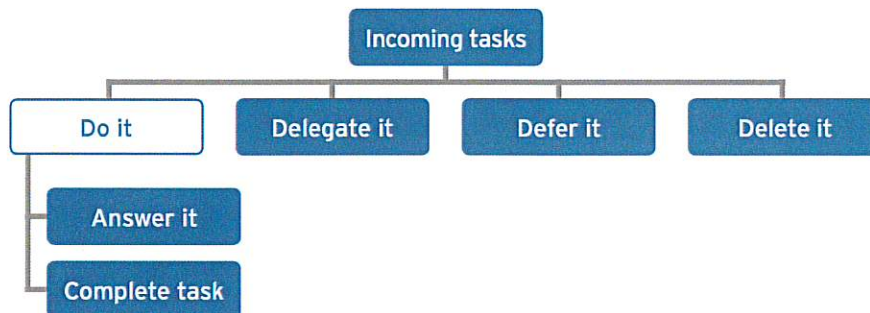 Incoming tasks
Do it
Delegate it
Defer it
Delete it
Answer it
Complete task